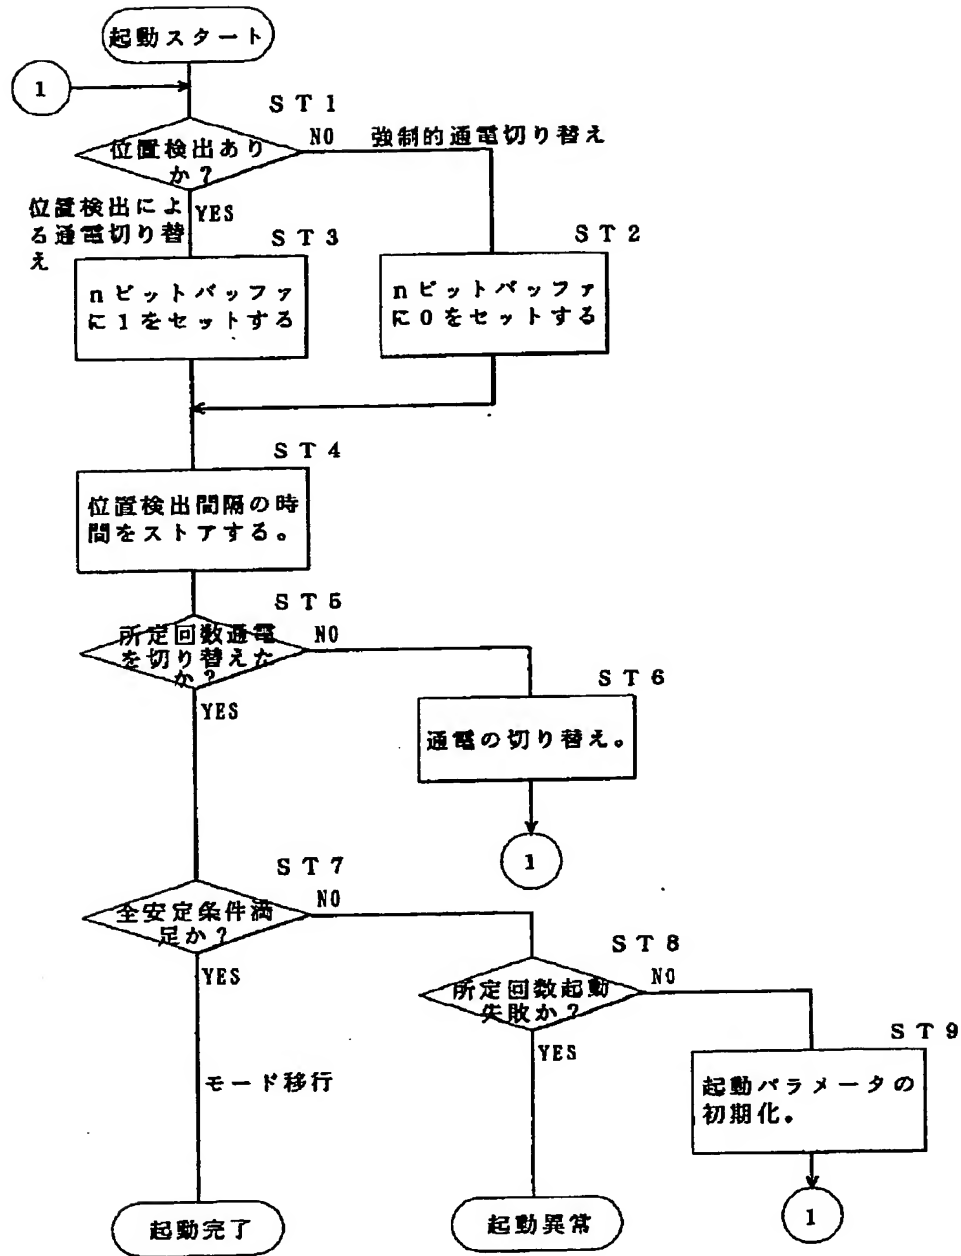 起動スタート
1
ST1
位置検出あり
か?
NO
強制的通電切り替え
位置検出によ
る通電切り替
え
YES
ST3
ST2
nビットバッファ
に1をセットする
nビットバッファ
に0をセットする
ST4
位置検出間隔の時
間をストアする。
ST5
所定回数通電
を切り替えた
か?
NO
YES
ST6
通電の切り替え。
1
ST7
全安定条件満
足か?
NO
YES
ST8
所定回数起動
失敗か?
NO
YES
ST9
起動パラメータの
初期化。
モード移行
1
起動完了
起動異常